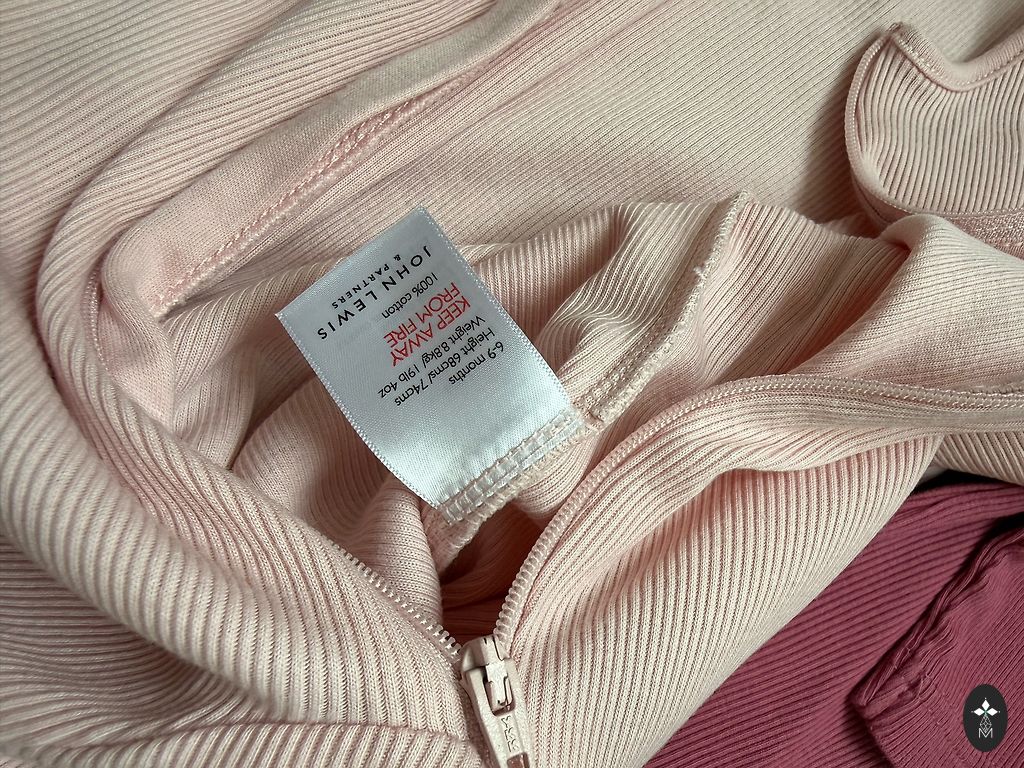 JOHN LEWIS
& PARTNERS
100% cotton
KEEP AWAY
FROM FIRE
6-9 months
Height 68cms/ 74cms
Weight 8.8kg/ 19lb 4oz
YKK
M